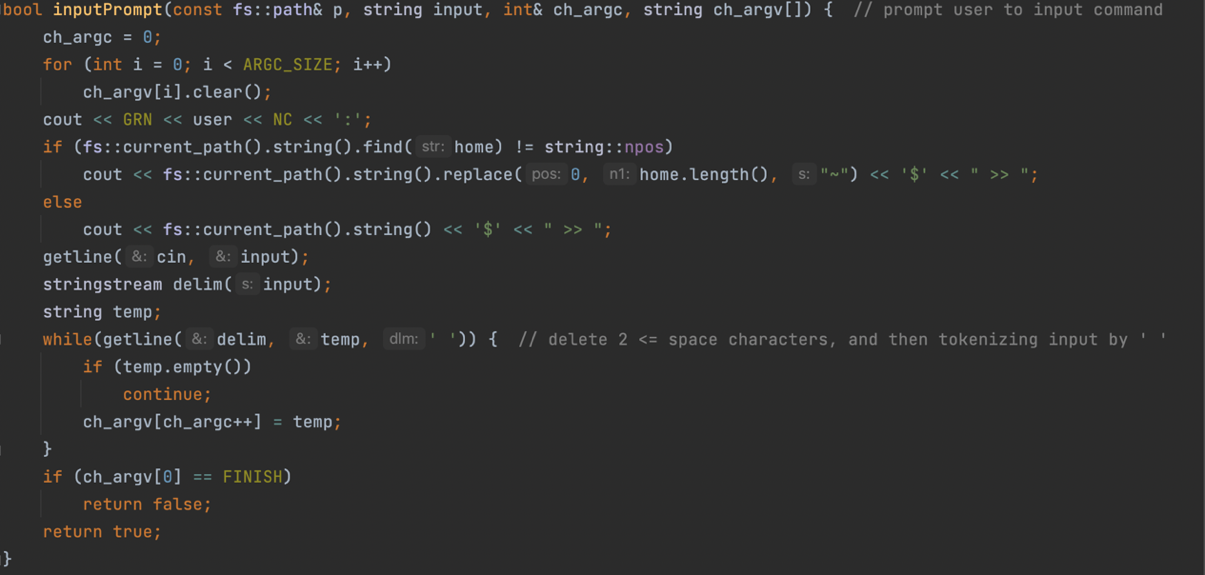 bool inputPrompt(const fs::path& p, string input, int& ch_argc, string ch_argv[]) {  // prompt user to input command
    ch_argc = 0;
    for (int i = 0; i < ARGC_SIZE; i++)
        ch_argv[i].clear();
    cout << GRN << user << NC << ':';
    if (fs::current_path().string().find( str: home) != string::npos)
        cout << fs::current_path().string().replace( pos: 0,  n1: home.length(),  s: "~") << '$' << " >> ";
    else
        cout << fs::current_path().string() << '$' << " >> ";
    getline( &: cin,  &: input);
    stringstream delim( s: input);
    string temp;
    while(getline( &: delim,  &: temp,  dlm: ' ')) {  // delete 2 <= space characters, and then tokenizing input by ' '
        if (temp.empty())
            continue;
        ch_argv[ch_argc++] = temp;
    }
    if (ch_argv[0] == FINISH)
        return false;
    return true;
}